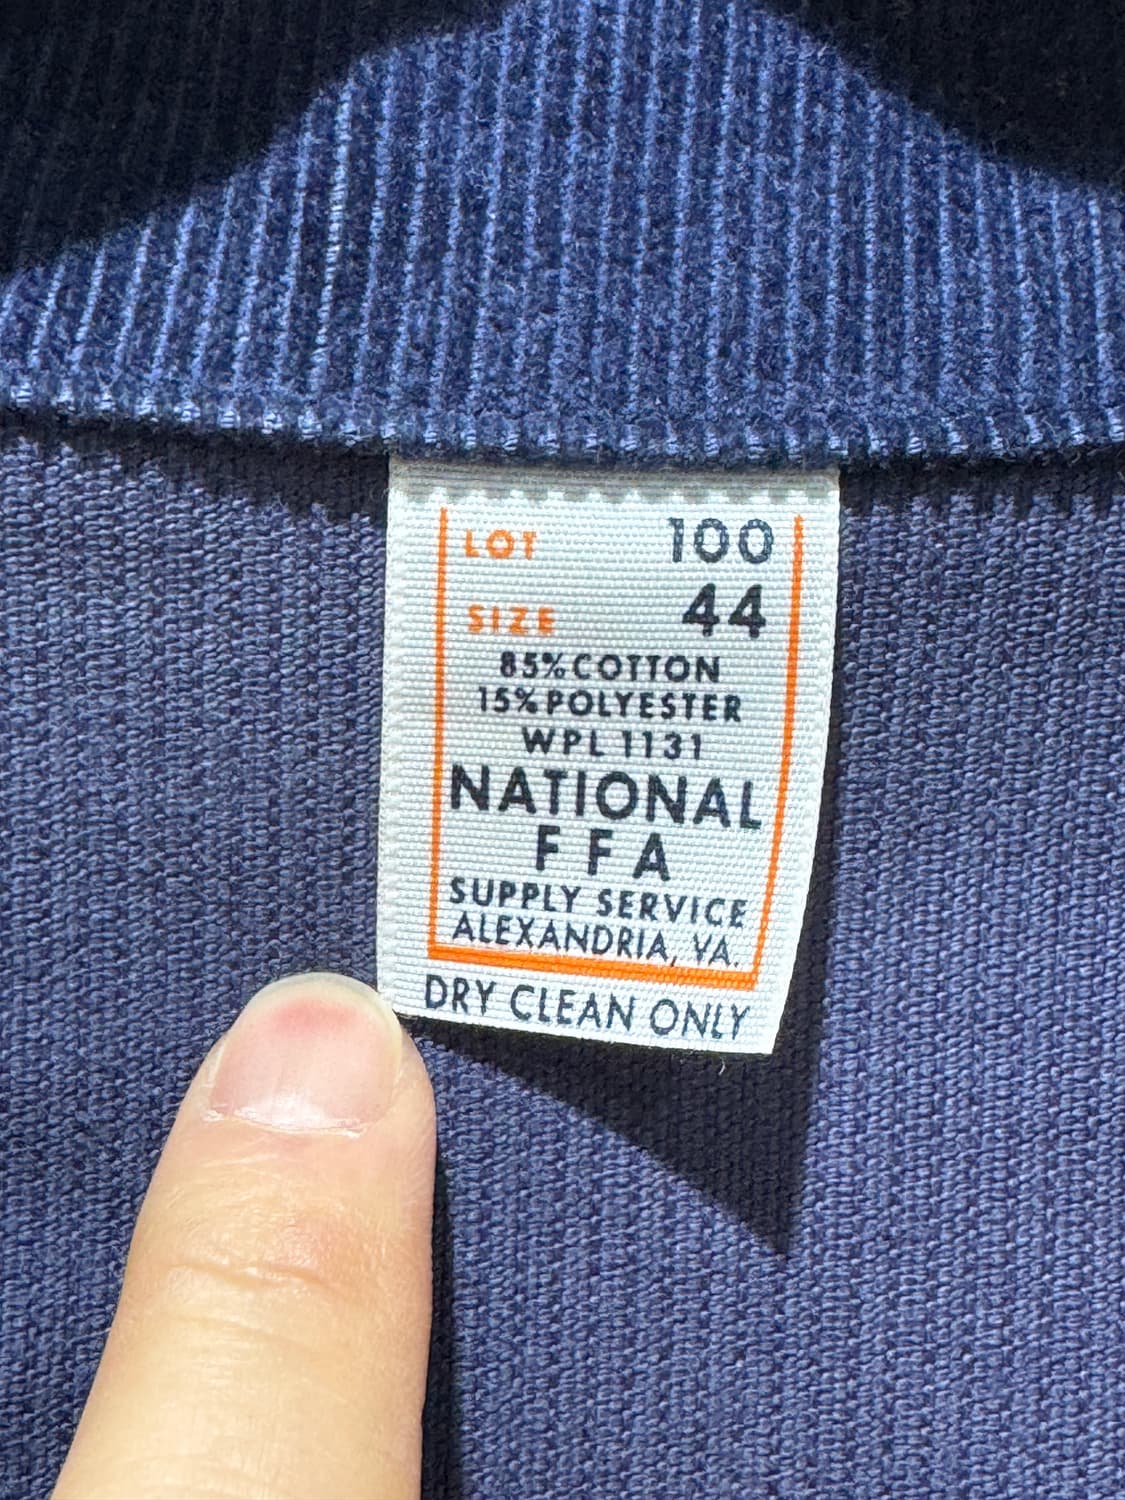 LOT 100
SIZE 44
85% COTTON
15% POLYESTER
WPL 1131
NATIONAL
FFA
SUPPLY SERVICE
ALEXANDRIA, VA.
DRY CLEAN ONLY